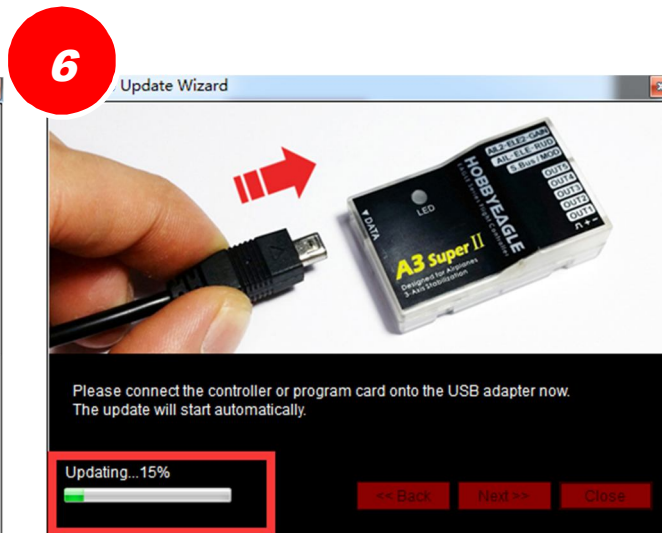 6
Update Wizard
AIL2-ELE2-GAIN
AIL-ELE-RUD
S.Bus/MOD
OUT5
OUT4
OUT3
OUT2
OUT1
HOBBYEAGLE
LED
▼ DATA
A3 Super II
Designed for Airplanes
3-Axis Stabilization
Please connect the controller or program card onto the USB adapter now.
The update will start automatically.
Updating...15%
<< Back
Next >>
Close